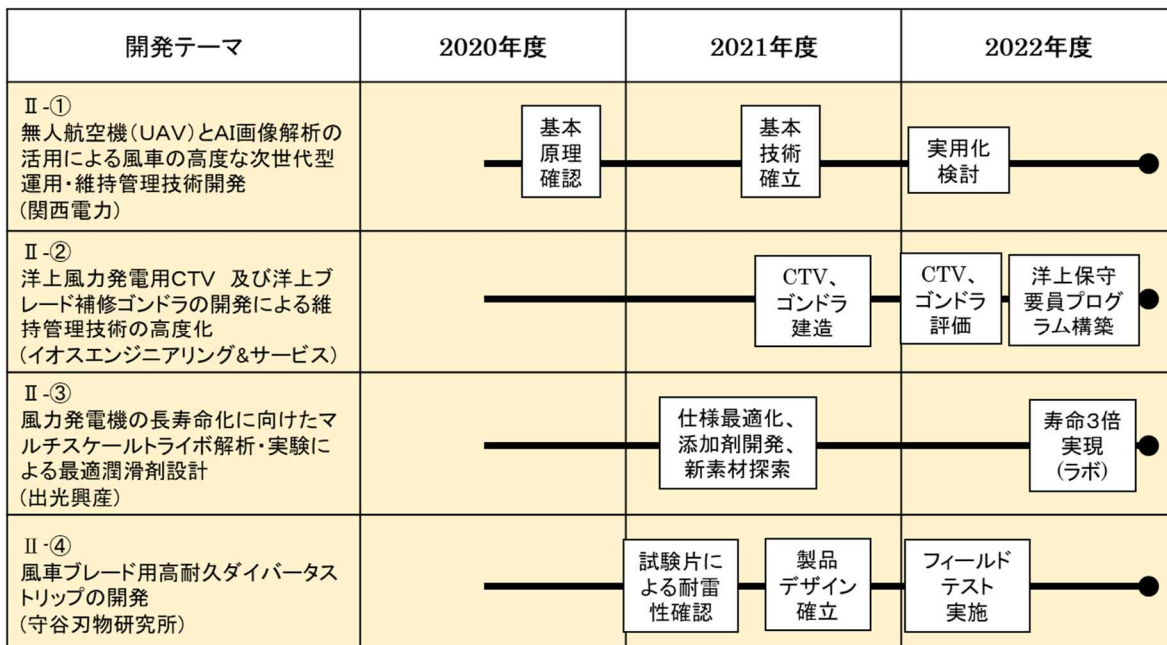 開発テーマ
2020年度
2021年度
2022年度
Ⅱ-①
無人航空機(UAV)とAI画像解析の
活用による風車の高度な次世代型
運用・維持管理技術開発
(関西電力)
基本
原理
確認
基本
技術
確立
実用化
検討
Ⅱ-②
洋上風力発電用CTV 及び洋上ブ
レード補修ゴンドラの開発による維
持管理技術の高度化
(イオスエンジニアリング&サービス)
CTV、
ゴンドラ
建造
CTV、
ゴンドラ
評価
洋上保守
要員プログ
ラム構築
Ⅱ-③
風力発電機の長寿命化に向けたマ
ルチスケールトライボ解析・実験に
よる最適潤滑剤設計
(出光興産)
仕様最適化、
添加剤開発、
新素材探索
寿命3倍
実現
(ラボ)
Ⅱ-④
風車ブレード用高耐久ダイバータス
トリップの開発
(守谷刃物研究所)
試験片に
よる耐雷
性確認
製品
デザイン
確立
フィールド
テスト
実施